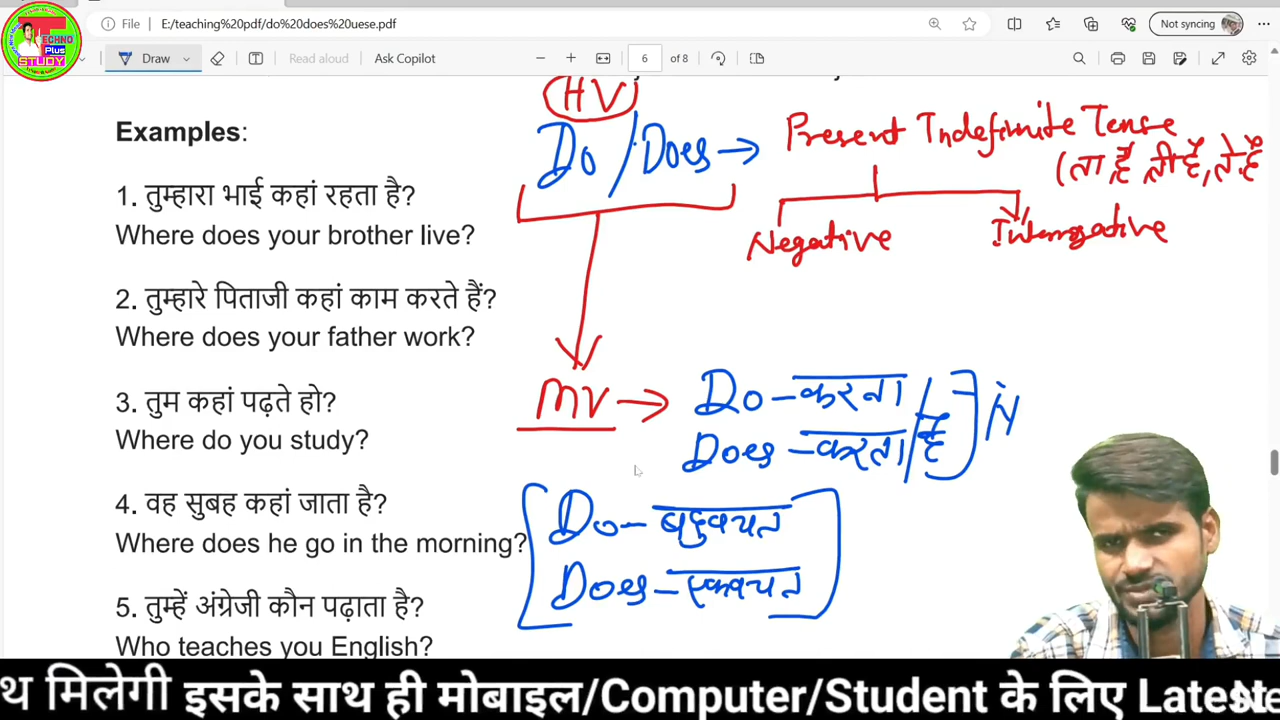 File E:/teaching%20pdf/do%20does%20uese.pdf Not syncing
TECHNO Plus STUDY
Draw Read aloud Ask Copilot 6 of 8
Examples:
1. तुम्हारा भाई कहां रहता है?
Where does your brother live?
2. तुम्हारे पिताजी कहां काम करते हैं?
Where does your father work?
3. तुम कहां पढ़ते हो?
Where do you study?
4. वह सुबह कहां जाता है?
Where does he go in the morning?
5. तुम्हें अंग्रेजी कौन पढ़ाता है?
Who teaches you English?
HV
Do / Does → Present Indefinite Tense
(ता है, ती है, ते हैं
Negative Interrogative
MV → Do – करना
Does – करता / है
Do – बहुवचन
Does – एकवचन
थ मिलेगी इसके साथ ही मोबाइल/Computer/Student के लिए Latest